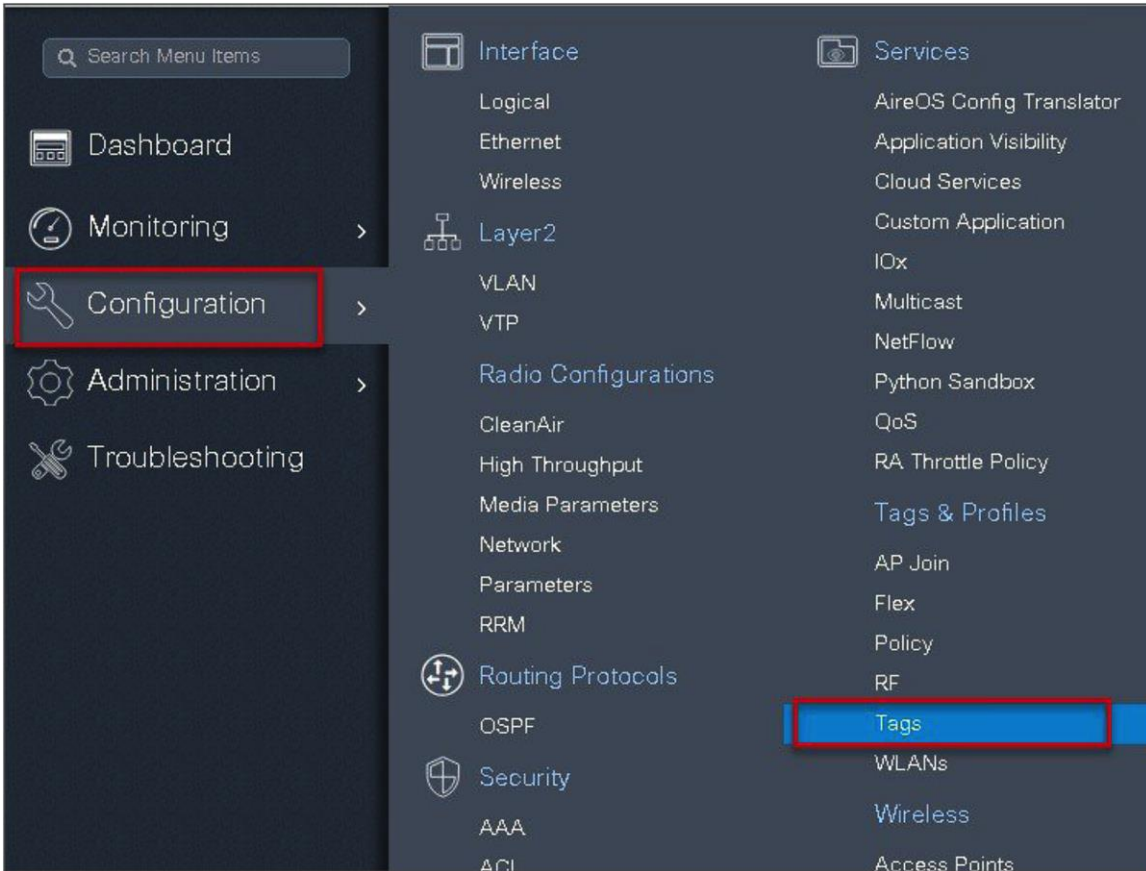 Search Menu Items
Dashboard
Monitoring
Configuration
Administration
Troubleshooting
Interface
Logical
Ethernet
Wireless
Layer2
VLAN
VTP
Radio Configurations
CleanAir
High Throughput
Media Parameters
Network
Parameters
RRM
Routing Protocols
OSPF
Security
AAA
ACL
Services
AireOS Config Translator
Application Visibility
Cloud Services
Custom Application
IOx
Multicast
NetFlow
Python Sandbox
QoS
RA Throttle Policy
Tags & Profiles
AP Join
Flex
Policy
RF
Tags
WLANs
Wireless
Access Points